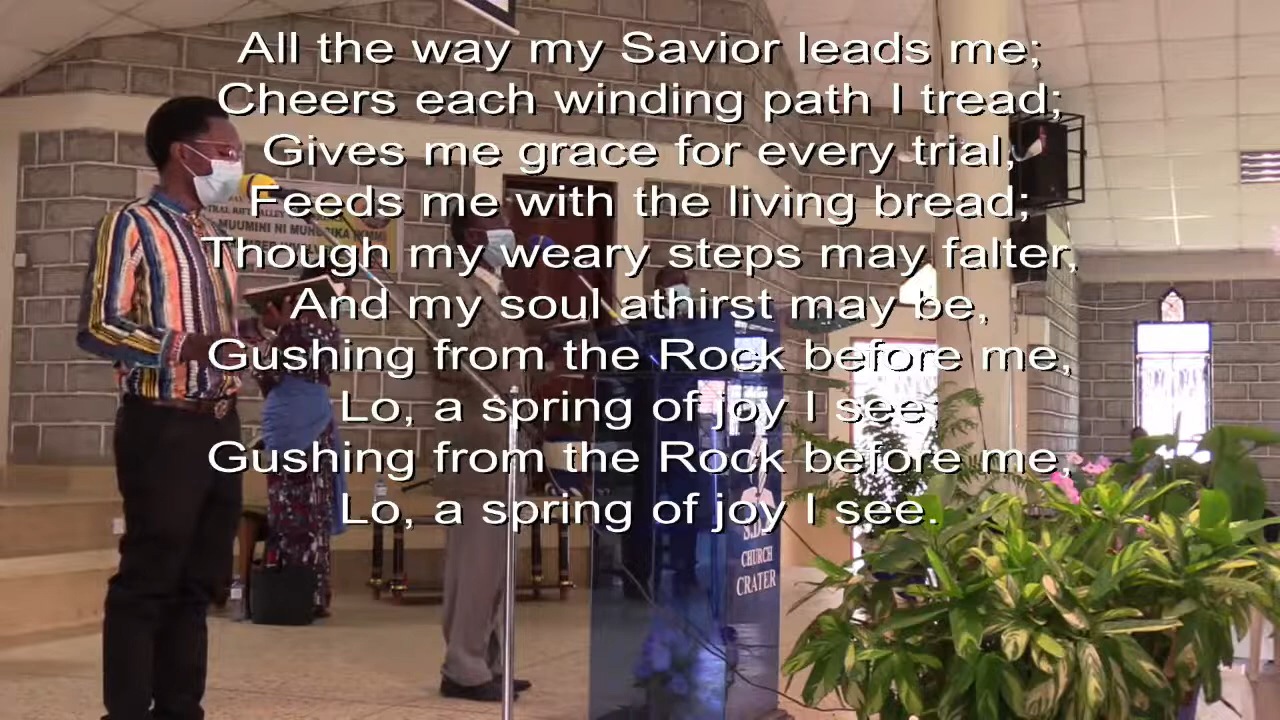 All the way my Savior leads me;
Cheers each winding path I tread;
Gives me grace for every trial,
Feeds me with the living bread;
Though my weary steps may falter,
And my soul athirst may be,
Gushing from the Rock before me,
Lo, a spring of joy I see;
Gushing from the Rock before me,
Lo, a spring of joy I see.
MUUMINI NI
CHURCH
CRATER